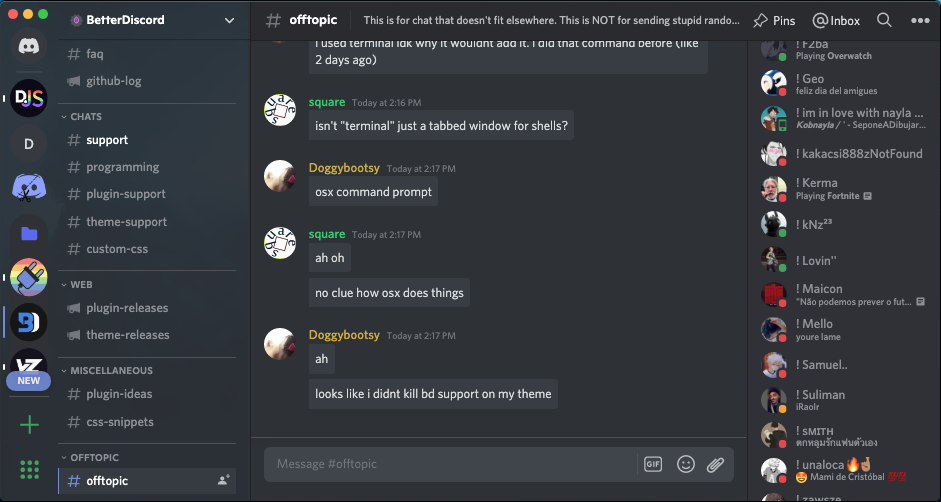 BetterDiscord
faq
github-log
CHATS
support
programming
plugin-support
theme-support
custom-css
WEB
plugin-releases
theme-releases
MISCELLANEOUS
plugin-ideas
css-snippets
OFFTOPIC
offtopic
DJS
D
NEW
offtopic
This is for chat that doesn't fit elsewhere. This is NOT for sending stupid rando...
Pins
Inbox
I used terminal idk why it wouldnt add it. I did that command before (like
2 days ago)
square Today at 2:16 PM
isn't "terminal" just a tabbed window for shells?
Doggybootsy Today at 2:17 PM
osx command prompt
square Today at 2:17 PM
ah oh
no clue how osx does things
Doggybootsy Today at 2:17 PM
ah
looks like i didnt kill bd support on my theme
Message #offtopic
GIF
! F2ba
Playing Overwatch
! Geo
feliz dia del amigues
! im in love with nayla ...
Kobnayla / ' - SeponeADibujar...
! kakacsi888zNotFound
! Kerma
Playing Fortnite
! kNz²³
! Lovin''
! Maicon
"Não podemos prever o fut...
! Mello
youre lame
! Samuel..
! Suliman
iRaolr
! sᴍɪᴛʜ
ตกหลุมรักแฟนตัวเอง
! unaloca🔥🤞🏽
🤩 Mami de Cristóbal 💯💯
! zawsze